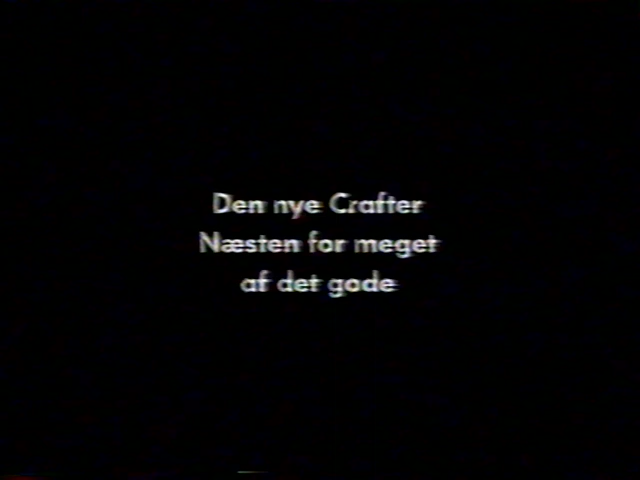 Den nye Crafter
Næsten for meget
af det gode